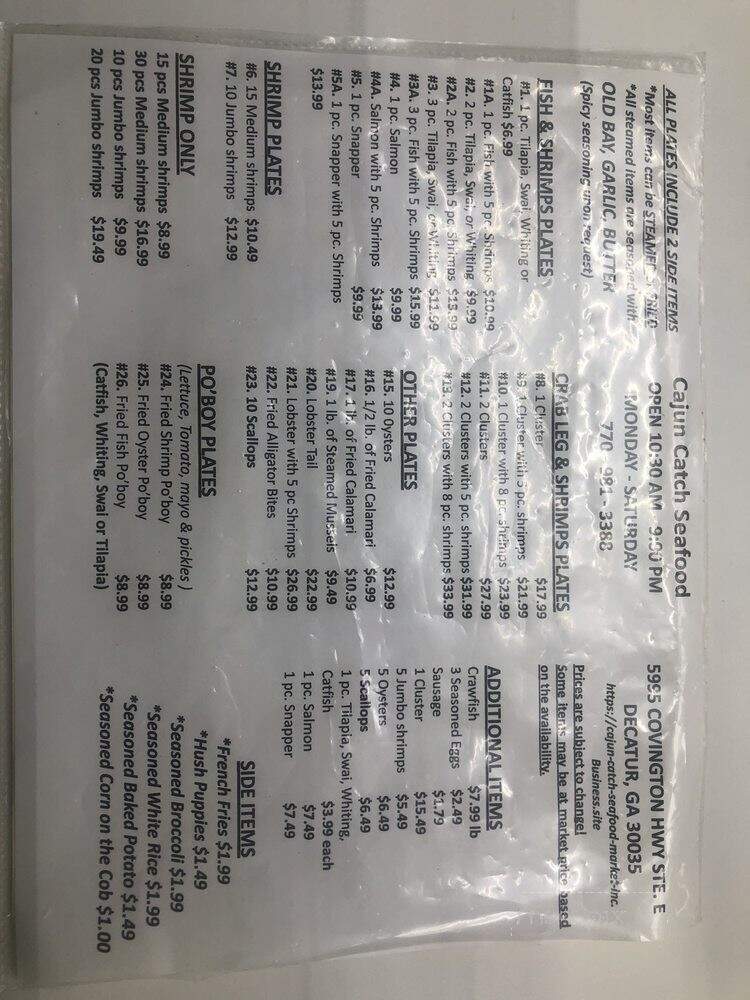 Cajun Catch Seafood
OPEN 10:30 AM - 9:00 PM
MONDAY - SATURDAY
770 - 981- 3388
5995 COVINGTON HWY STE. E
DECATUR, GA 30035
https://cajun-catch-seafood-market-inc.
Business.site
Prices are subject to change!
Some items may be at market price based
on the availability.
ALL PLATES INCLUDE 2 SIDE ITEMS
*Most items can be STEAMED FRIED
*All steamed items are seasoned with
OLD BAY, GARLIC, BUTTER
(Spicy seasoning upon request)
FISH & SHRIMPS PLATES
#1. 1 pc. Tilapia, Swai, Whiting or
Catfish $6.99
#1A. 1 pc. Fish with 5 pc. Shrimps $10.99
#2. 2 pc. Tilapia, Swai, or Whiting $9.99
#2A. 2 pc. Fish with 5 pc. Shrimps $13.99
#3. 3 pc. Tilapia, Swai, or Whiting $11.99
#3A. 3 pc. Fish with 5 pc. Shrimps $15.99
#4. 1 pc. Salmon $9.99
#4A. Salmon with 5 pc. Shrimps $13.99
#5. 1 pc. Snapper $9.99
#5A. 1 pc. Snapper with 5 pc. Shrimps
$13.99
SHRIMP PLATES
#6. 15 Medium shrimps $10.49
#7. 10 Jumbo shrimps $12.99
SHRIMP ONLY
15 pcs Medium shrimps $8.99
30 pcs Medium shrimps $16.99
10 pcs Jumbo shrimps $9.99
20 pcs Jumbo shrimps $19.49
CRAB LEG & SHRIMPS PLATES
#8. 1 Cluster $17.99
#9. 1 Cluster with 5 pc. shrimps $21.99
#10. 1 Cluster with 8 pc. shrimps $23.99
#11. 2 Clusters $27.99
#12. 2 Clusters with 5 pc. shrimps $31.99
#13. 2 Clusters with 8 pc. shrimps $33.99
OTHER PLATES
#15. 10 Oysters $12.99
#16. 1/2 lb. of Fried Calamari $6.99
#17. 1 lb. of Fried Calamari $10.99
#19. 1 lb. of Steamed Mussels $9.49
#20. Lobster Tail $22.99
#21. Lobster with 5 pc Shrimps $26.99
#22. Fried Alligator Bites $10.99
#23. 10 Scallops $12.99
PO'BOY PLATES
(Lettuce, Tomato, mayo & pickles )
#24. Fried Shrimp Po'boy $8.99
#25. Fried Oyster Po'boy $8.99
#26. Fried Fish Po'boy $8.99
(Catfish, Whiting, Swai or Tilapia)
ADDITIONAL ITEMS
Crawfish $7.99 lb
3 Seasoned Eggs $2.49
Sausage $1.79
1 Cluster $15.49
5 Jumbo shrimps $5.49
5 Oysters $6.49
5 Scallops $6.49
1 pc. Tilapia, Swai, Whiting,
Catfish $3.99 each
1 pc. Salmon $7.49
1 pc. Snapper $7.49
SIDE ITEMS
*French Fries $1.99
*Hush Puppies $1.49
*Seasoned Broccoli $1.99
*Seasoned White Rice $1.99
*Seasoned Baked Potato $1.49
*Seasoned Corn on the Cob $1.00